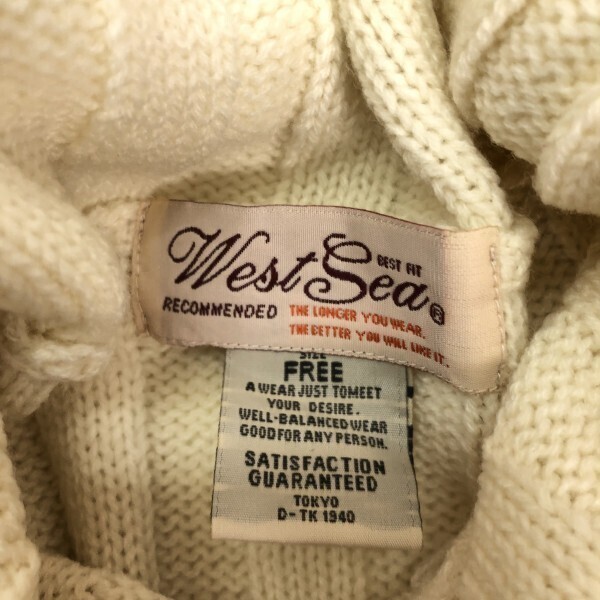 West Sea®
BEST FIT
RECOMMENDED
THE LONGER YOU WEAR.
THE BETTER YOU WILL LIKE IT.
SIZE
FREE
A WEAR JUST TOMEET
YOUR DESIRE.
WELL-BALANCED WEAR
GOOD FOR ANY PERSON.
SATISFACTION
GUARANTEED
TOKYO
D-TK 1940